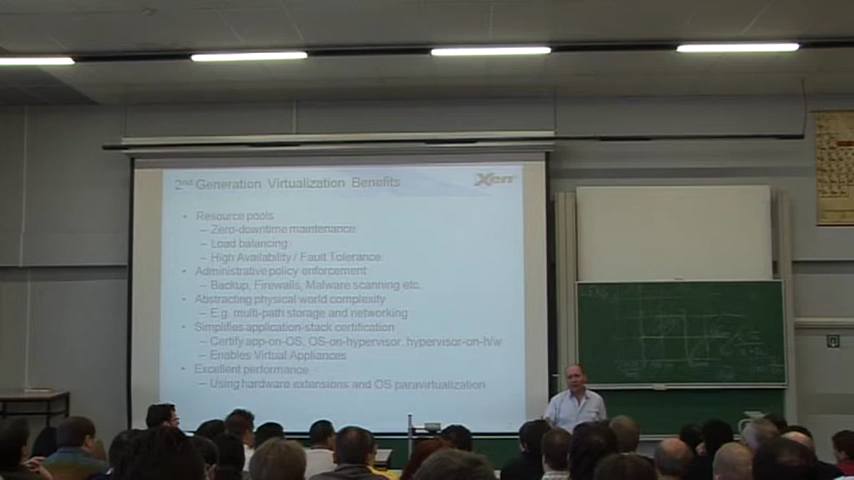 2nd Generation Virtualization Benefits
Xen
• Resource pools
– Zero-downtime maintenance
– Load balancing
– High Availability / Fault Tolerance
• Administrative policy enforcement
– Backup, Firewalls, Malware scanning etc.
• Abstracting physical world complexity
– E.g. multi-path storage and networking
• Simplifies application-stack certification
– Certify app-on-OS, OS-on-hypervisor, hypervisor-on-h/w
– Enables Virtual Appliances
• Excellent performance
– Using hardware extensions and OS paravirtualization